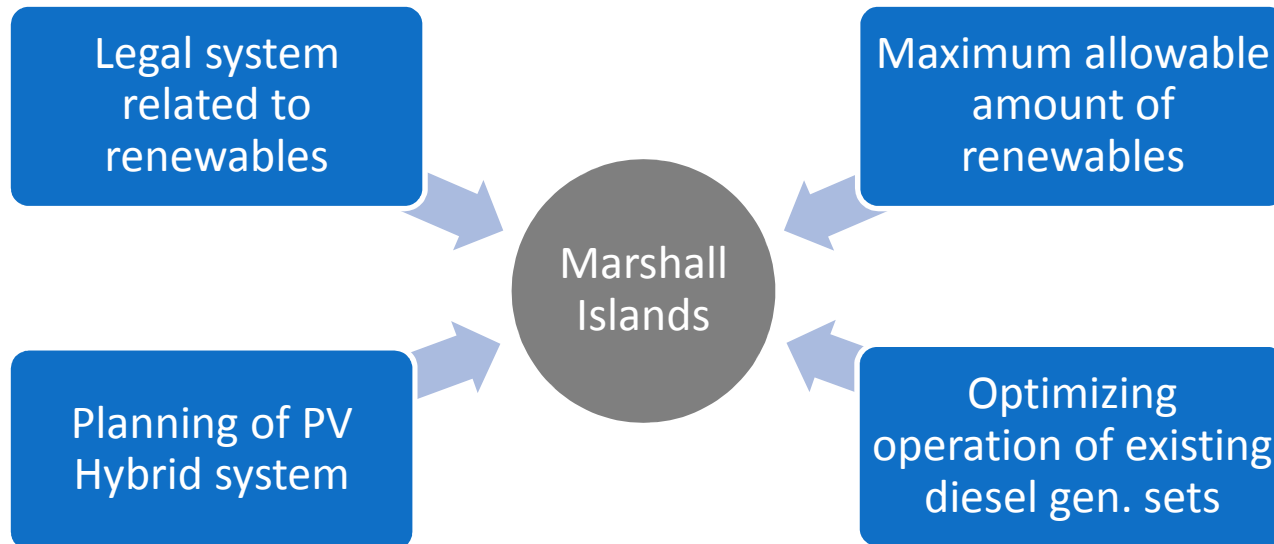 Legal system
related to
renewables
Maximum allowable
amount of
renewables
Marshall
Islands
Planning of PV
Hybrid system
Optimizing
operation of existing
diesel gen. sets